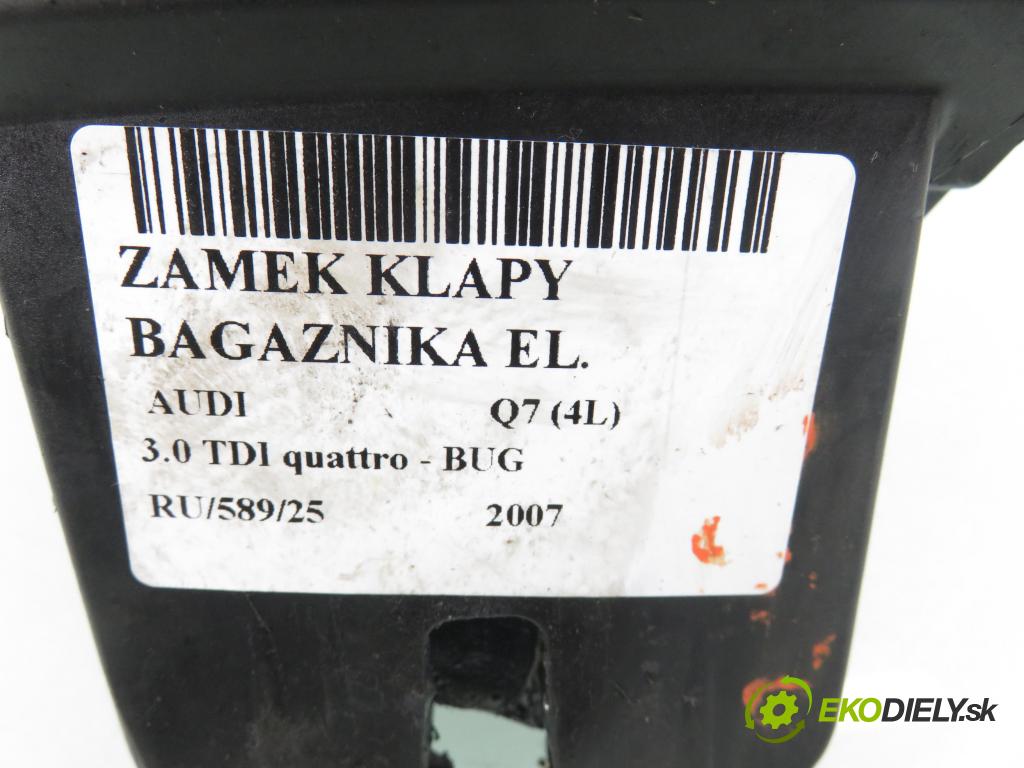 ZAMEK KLAPY
BAGAZNIKA EL.
AUDI Q7 (4L)
3.0 TDI quattro - BUG
RU/589/25 2007
EKODIELY.sk